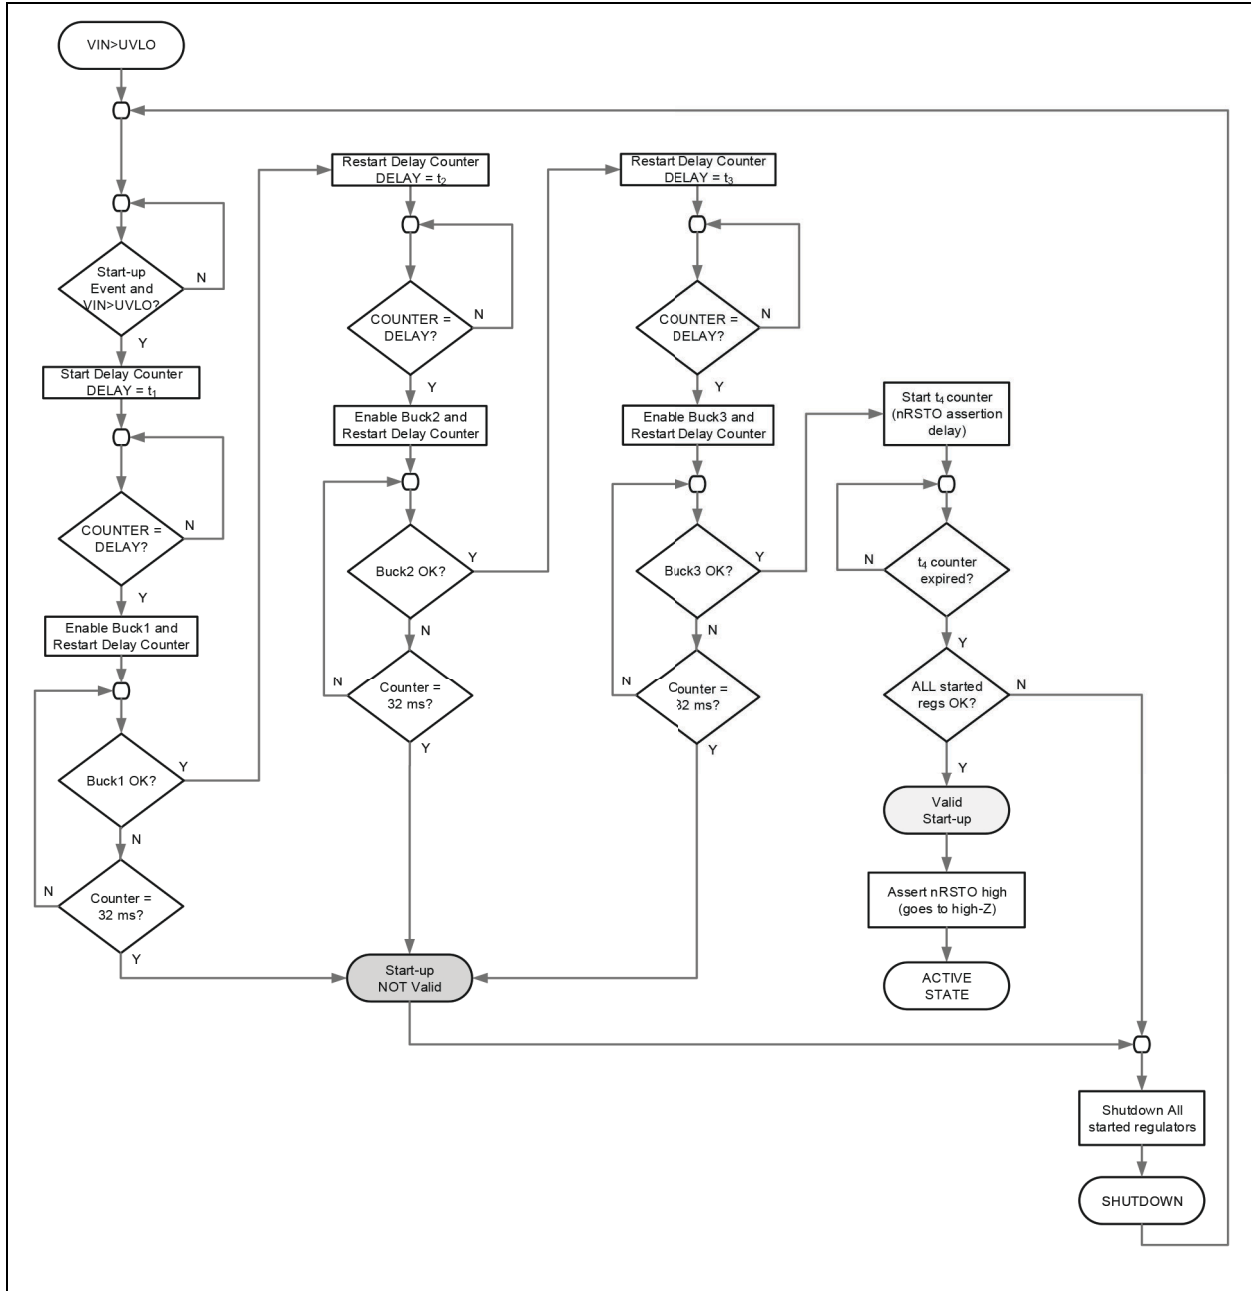 VIN>UVLO
Start-up
Event and
VIN>UVLO?
N
Y
Start Delay Counter
DELAY = t1
COUNTER =
DELAY?
N
Y
Enable Buck1 and
Restart Delay Counter
Buck1 OK?
Y
N
Counter =
32 ms?
N
Y
Restart Delay Counter
DELAY = t2
COUNTER =
DELAY?
N
Y
Enable Buck2 and
Restart Delay Counter
Buck2 OK?
Y
N
Counter =
32 ms?
N
Y
Start-up
NOT Valid
Restart Delay Counter
DELAY = t3
COUNTER =
DELAY?
N
Y
Enable Buck3 and
Restart Delay Counter
Buck3 OK?
Y
N
Counter =
32 ms?
N
Y
Start t4 counter
(nRSTO assertion
delay)
t4 counter
expired?
N
Y
ALL started
regs OK?
N
Y
Valid
Start-up
Assert nRSTO high
(goes to high-Z)
ACTIVE
STATE
Shutdown All
started regulators
SHUTDOWN